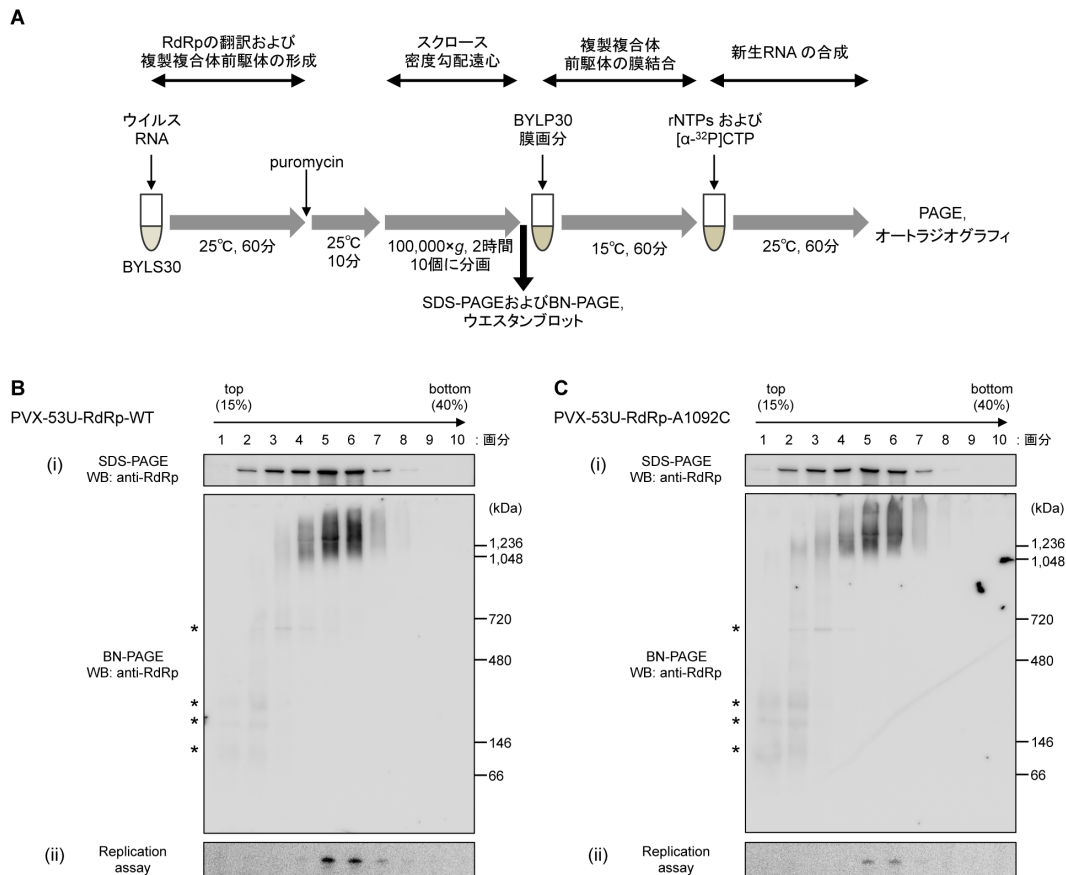 A
RdRpの翻訳および
複製複合体前駆体の形成
スクロース
密度勾配遠心
複製複合体
前駆体の膜結合
新生RNA の合成
ウイルス
RNA
puromycin
BYLP30
膜画分
rNTPs および
[α-³²P]CTP
BYLS30
25℃, 60分
25℃
10分
100,000×g, 2時間
10個に分画
15℃, 60分
25℃, 60分
PAGE,
オートラジオグラフィ
SDS-PAGEおよびBN-PAGE,
ウエスタンブロット
B
PVX-53U-RdRp-WT
top
(15%)
bottom
(40%)
1 2 3 4 5 6 7 8 9 10 : 画分
(i)
SDS-PAGE
WB: anti-RdRp
(kDa)
1,236
1,048
720
480
146
66
*
BN-PAGE
WB: anti-RdRp
*
*
*
(ii)
Replication
assay
C
PVX-53U-RdRp-A1092C
top
(15%)
bottom
(40%)
1 2 3 4 5 6 7 8 9 10 : 画分
(i)
SDS-PAGE
WB: anti-RdRp
(kDa)
1,236
1,048
720
480
146
66
*
BN-PAGE
WB: anti-RdRp
*
*
*
(ii)
Replication
assay